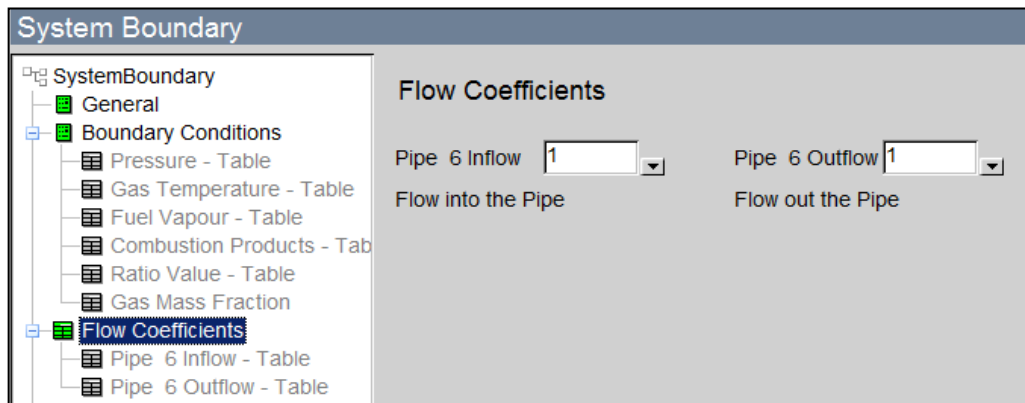 System Boundary
SystemBoundary
General
Boundary Conditions
Pressure - Table
Gas Temperature - Table
Fuel Vapour - Table
Combustion Products - Tab
Ratio Value - Table
Gas Mass Fraction
Flow Coefficients
Pipe 6 Inflow - Table
Pipe 6 Outflow - Table
Flow Coefficients
Pipe 6 Inflow 1 Pipe 6 Outflow 1
Flow into the Pipe Flow out the Pipe